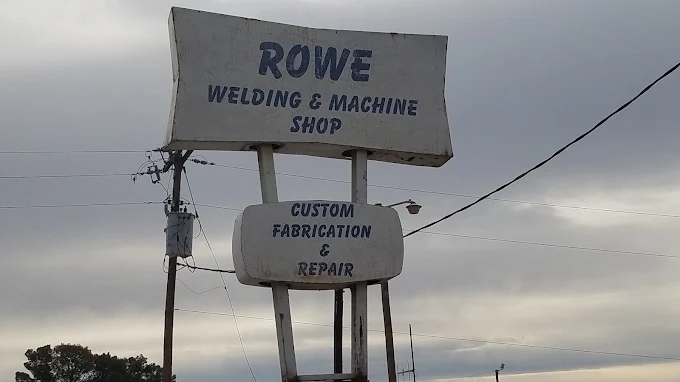 ROWE
WELDING & MACHINE
SHOP
CUSTOM
FABRICATION
&
REPAIR